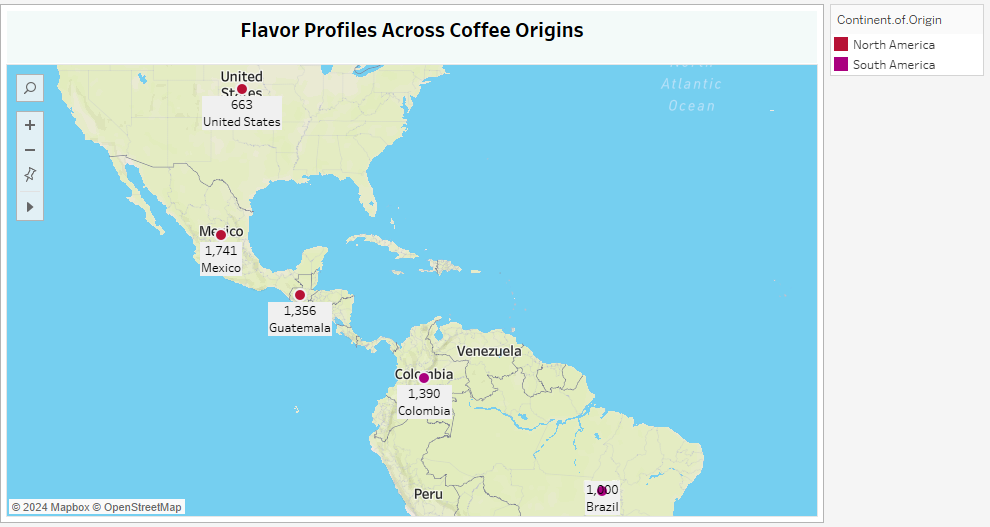 Flavor Profiles Across Coffee Origins
Continent.of.Origin
North America
South America
United
States
663
United States
Atlantic
Ocean
Mexico
1,741
Mexico
1,356
Guatemala
Venezuela
Colombia
1,390
Colombia
Peru
Brazil
© 2024 Mapbox © OpenStreetMap